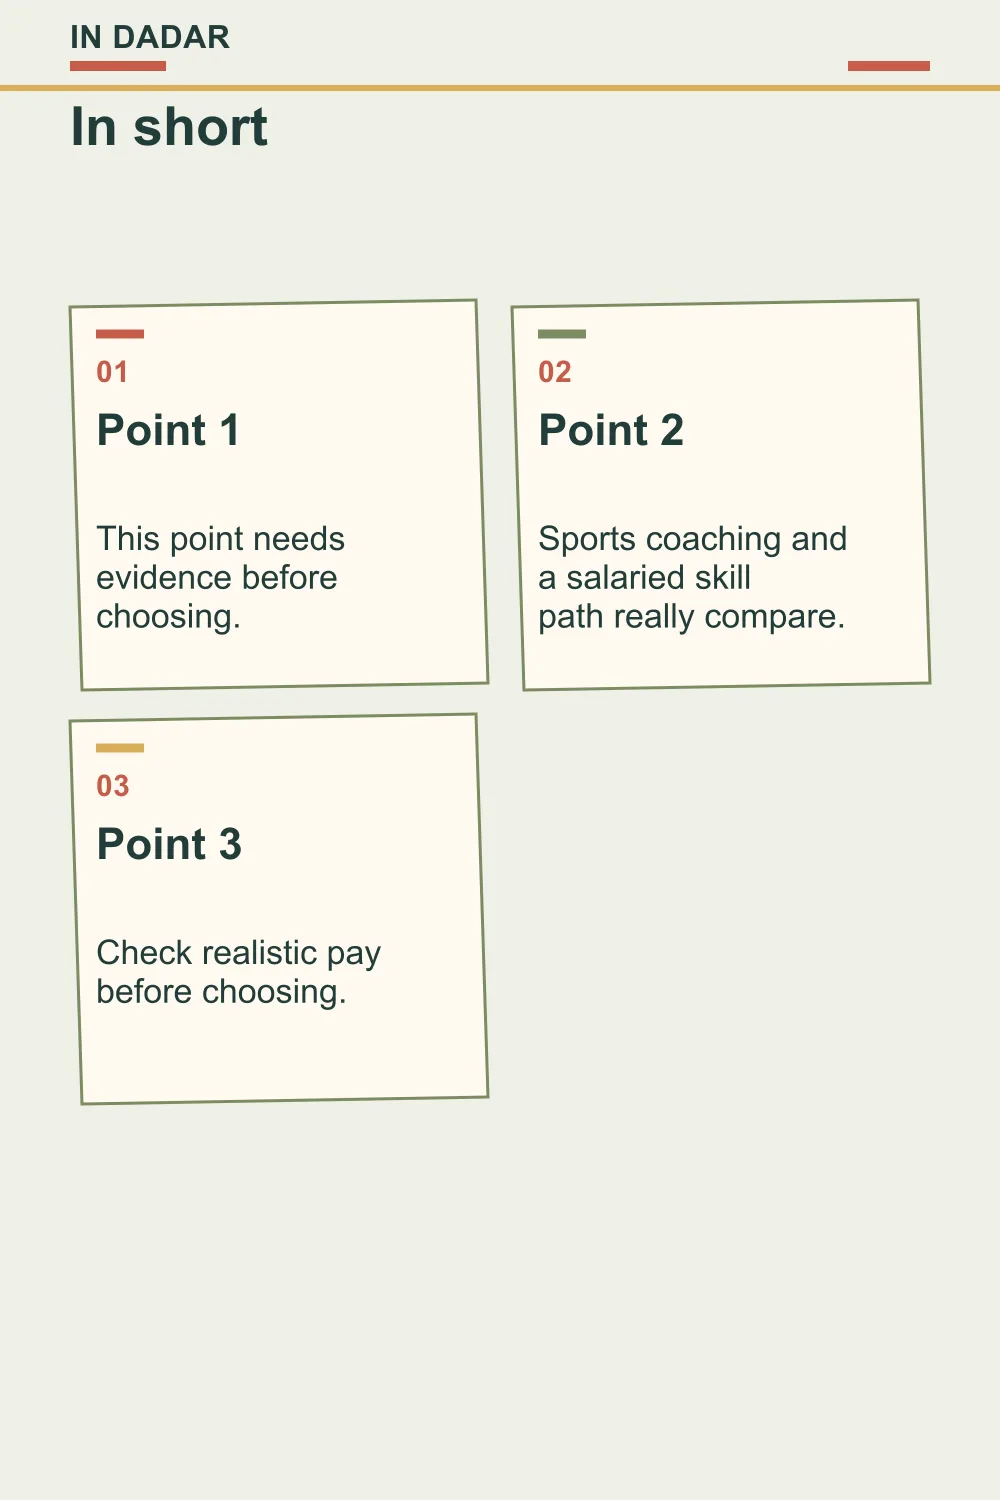 IN DADAR
In short
01
Point 1
This point needs
evidence before
choosing.
02
Point 2
Sports coaching and
a salaried skill
path really compare.
03
Point 3
Check realistic pay
before choosing.